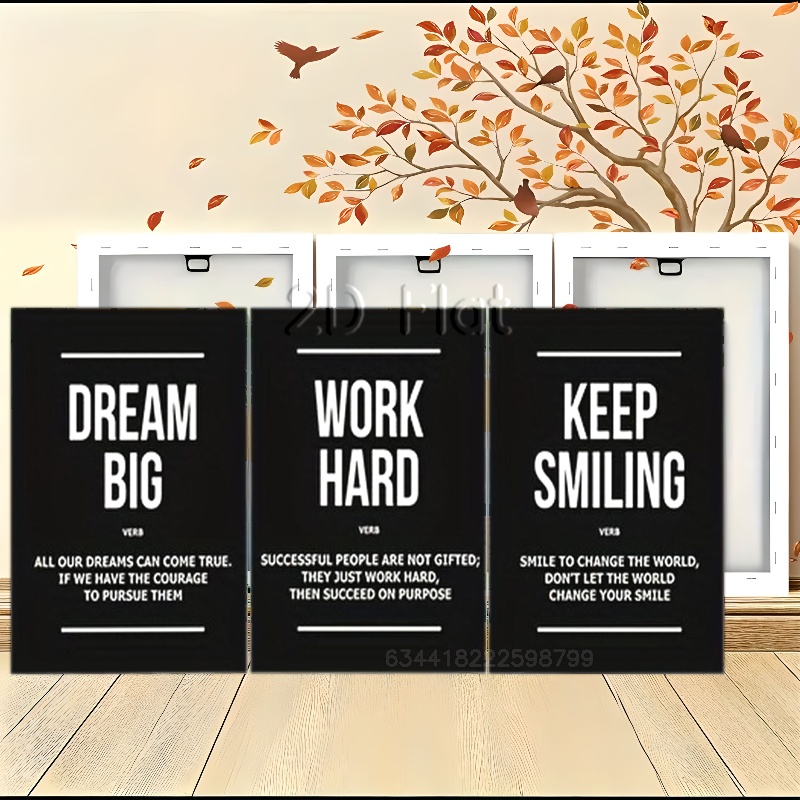 2D Flat
DREAM
BIG
VERB
ALL OUR DREAMS CAN COME TRUE.
IF WE HAVE THE COURAGE
TO PURSUE THEM
WORK
HARD
VERB
SUCCESSFUL PEOPLE ARE NOT GIFTED;
THEY JUST WORK HARD,
THEN SUCCEED ON PURPOSE
KEEP
SMILING
VERB
SMILE TO CHANGE THE WORLD,
DON'T LET THE WORLD
CHANGE YOUR SMILE
634418222598799